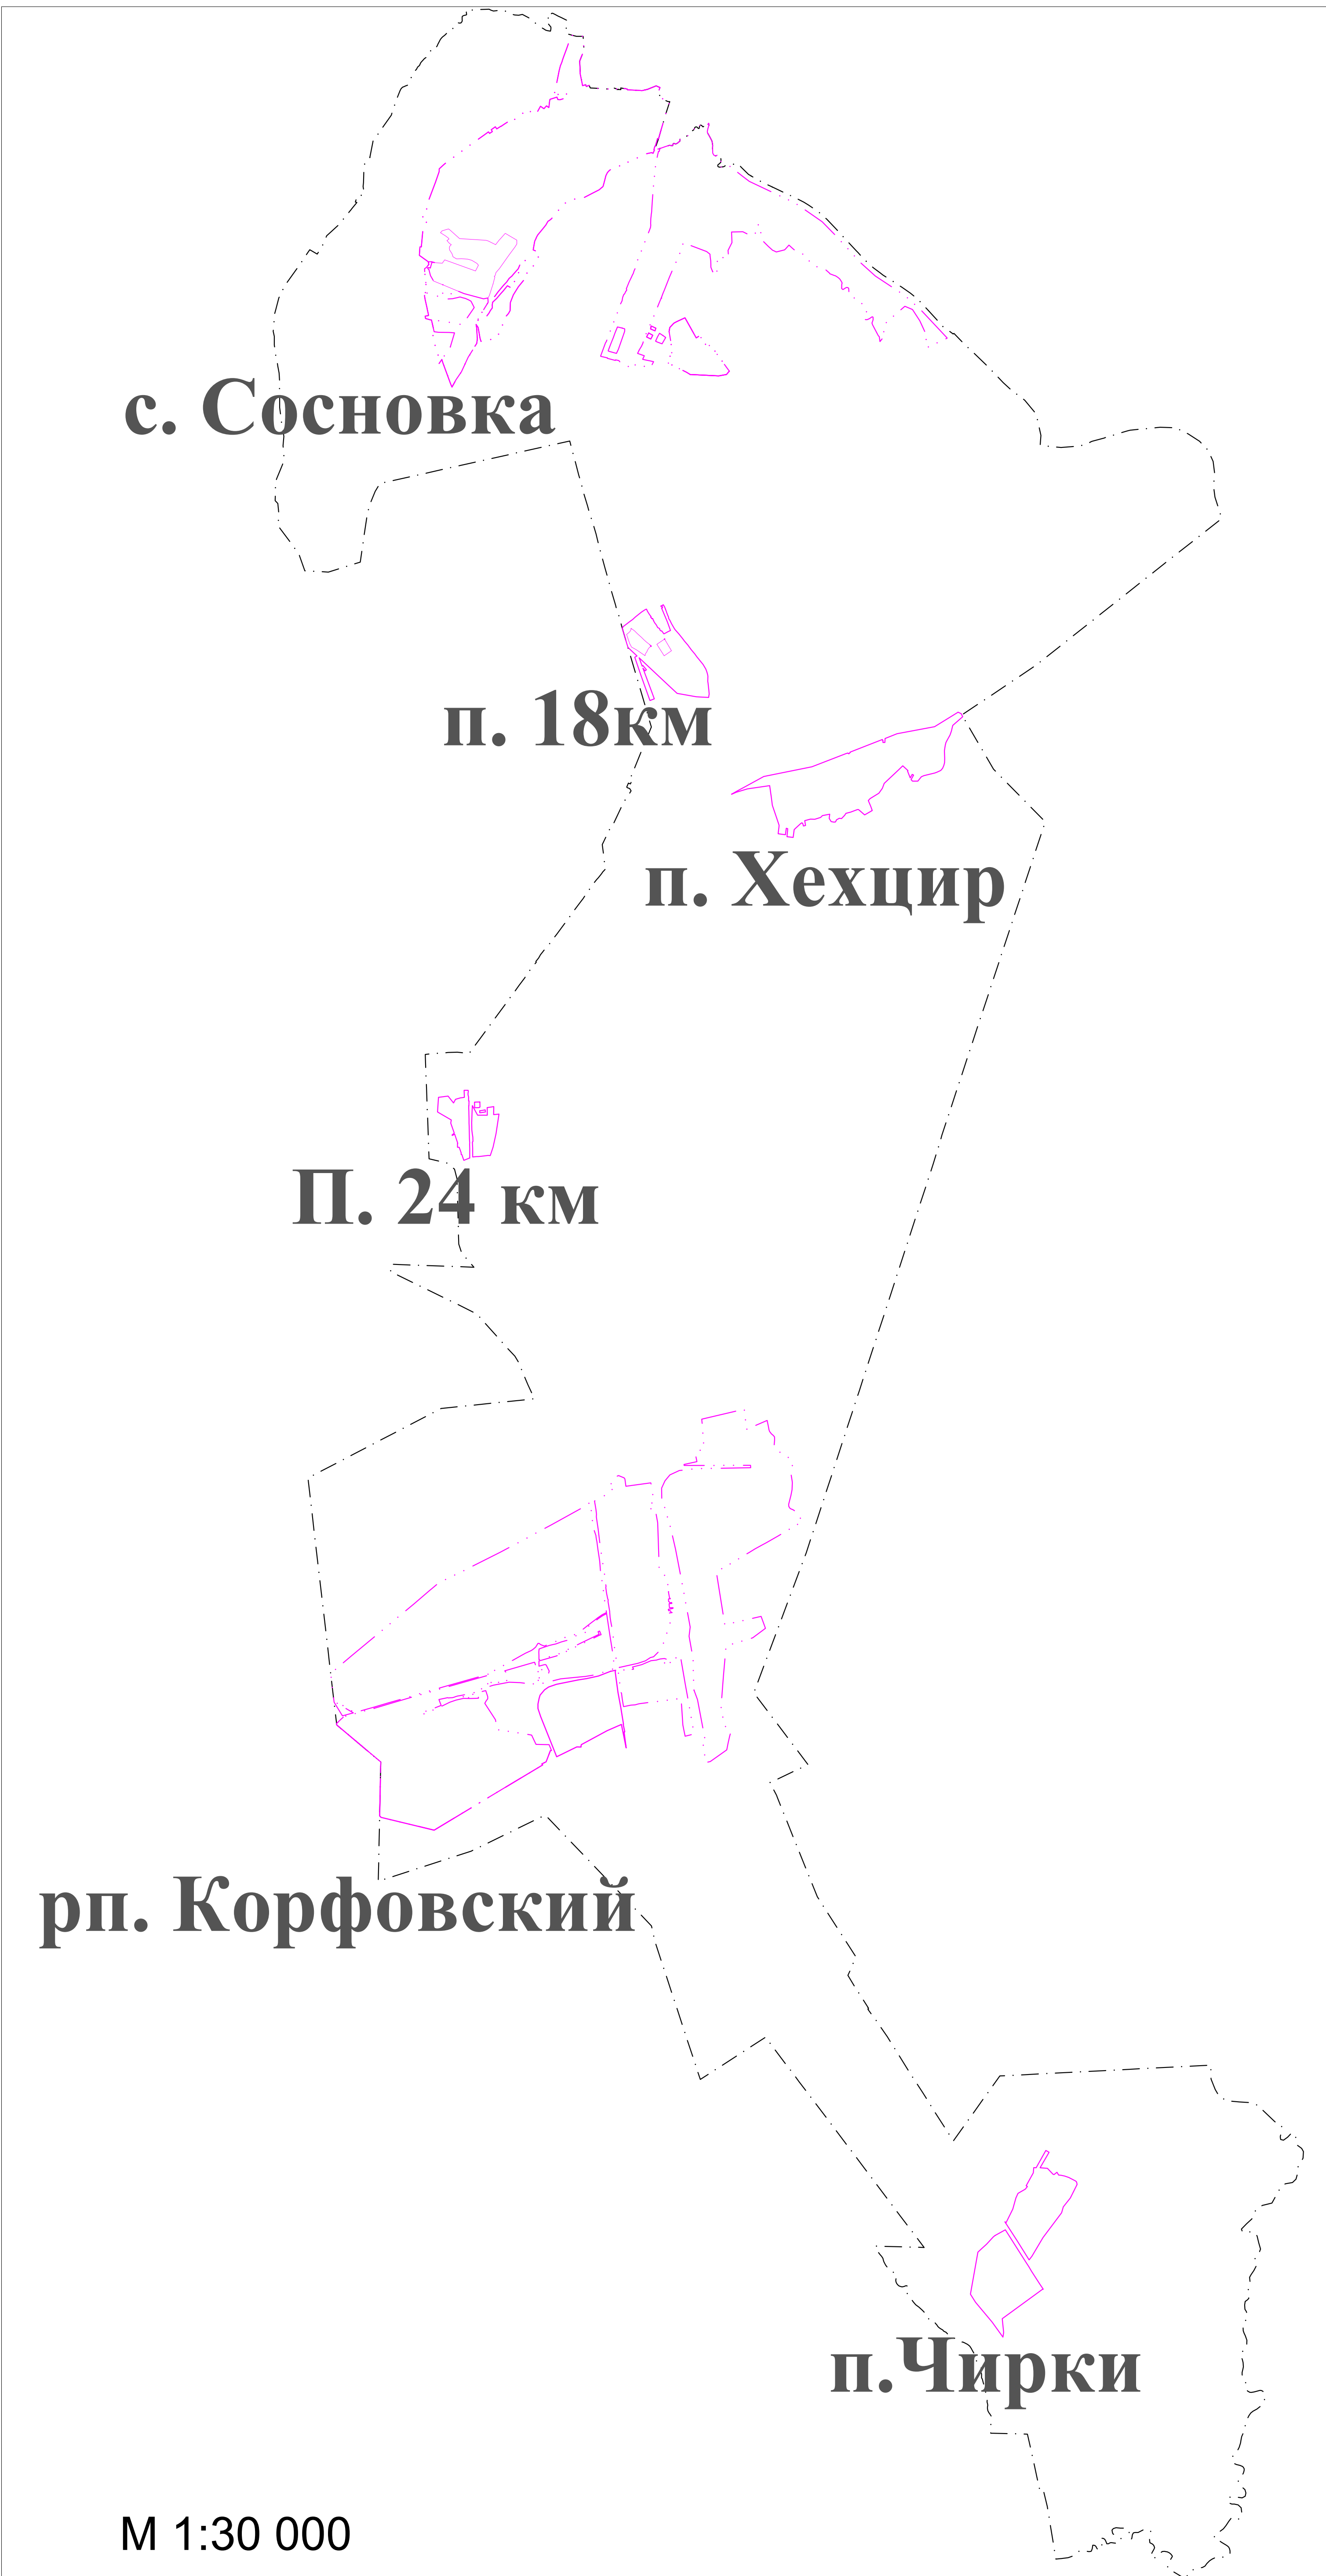 с. Сосновка
п. 18км
п. Хехцир
П. 24 км
рп. Корфовский
п.Чирки
М 1:30 000